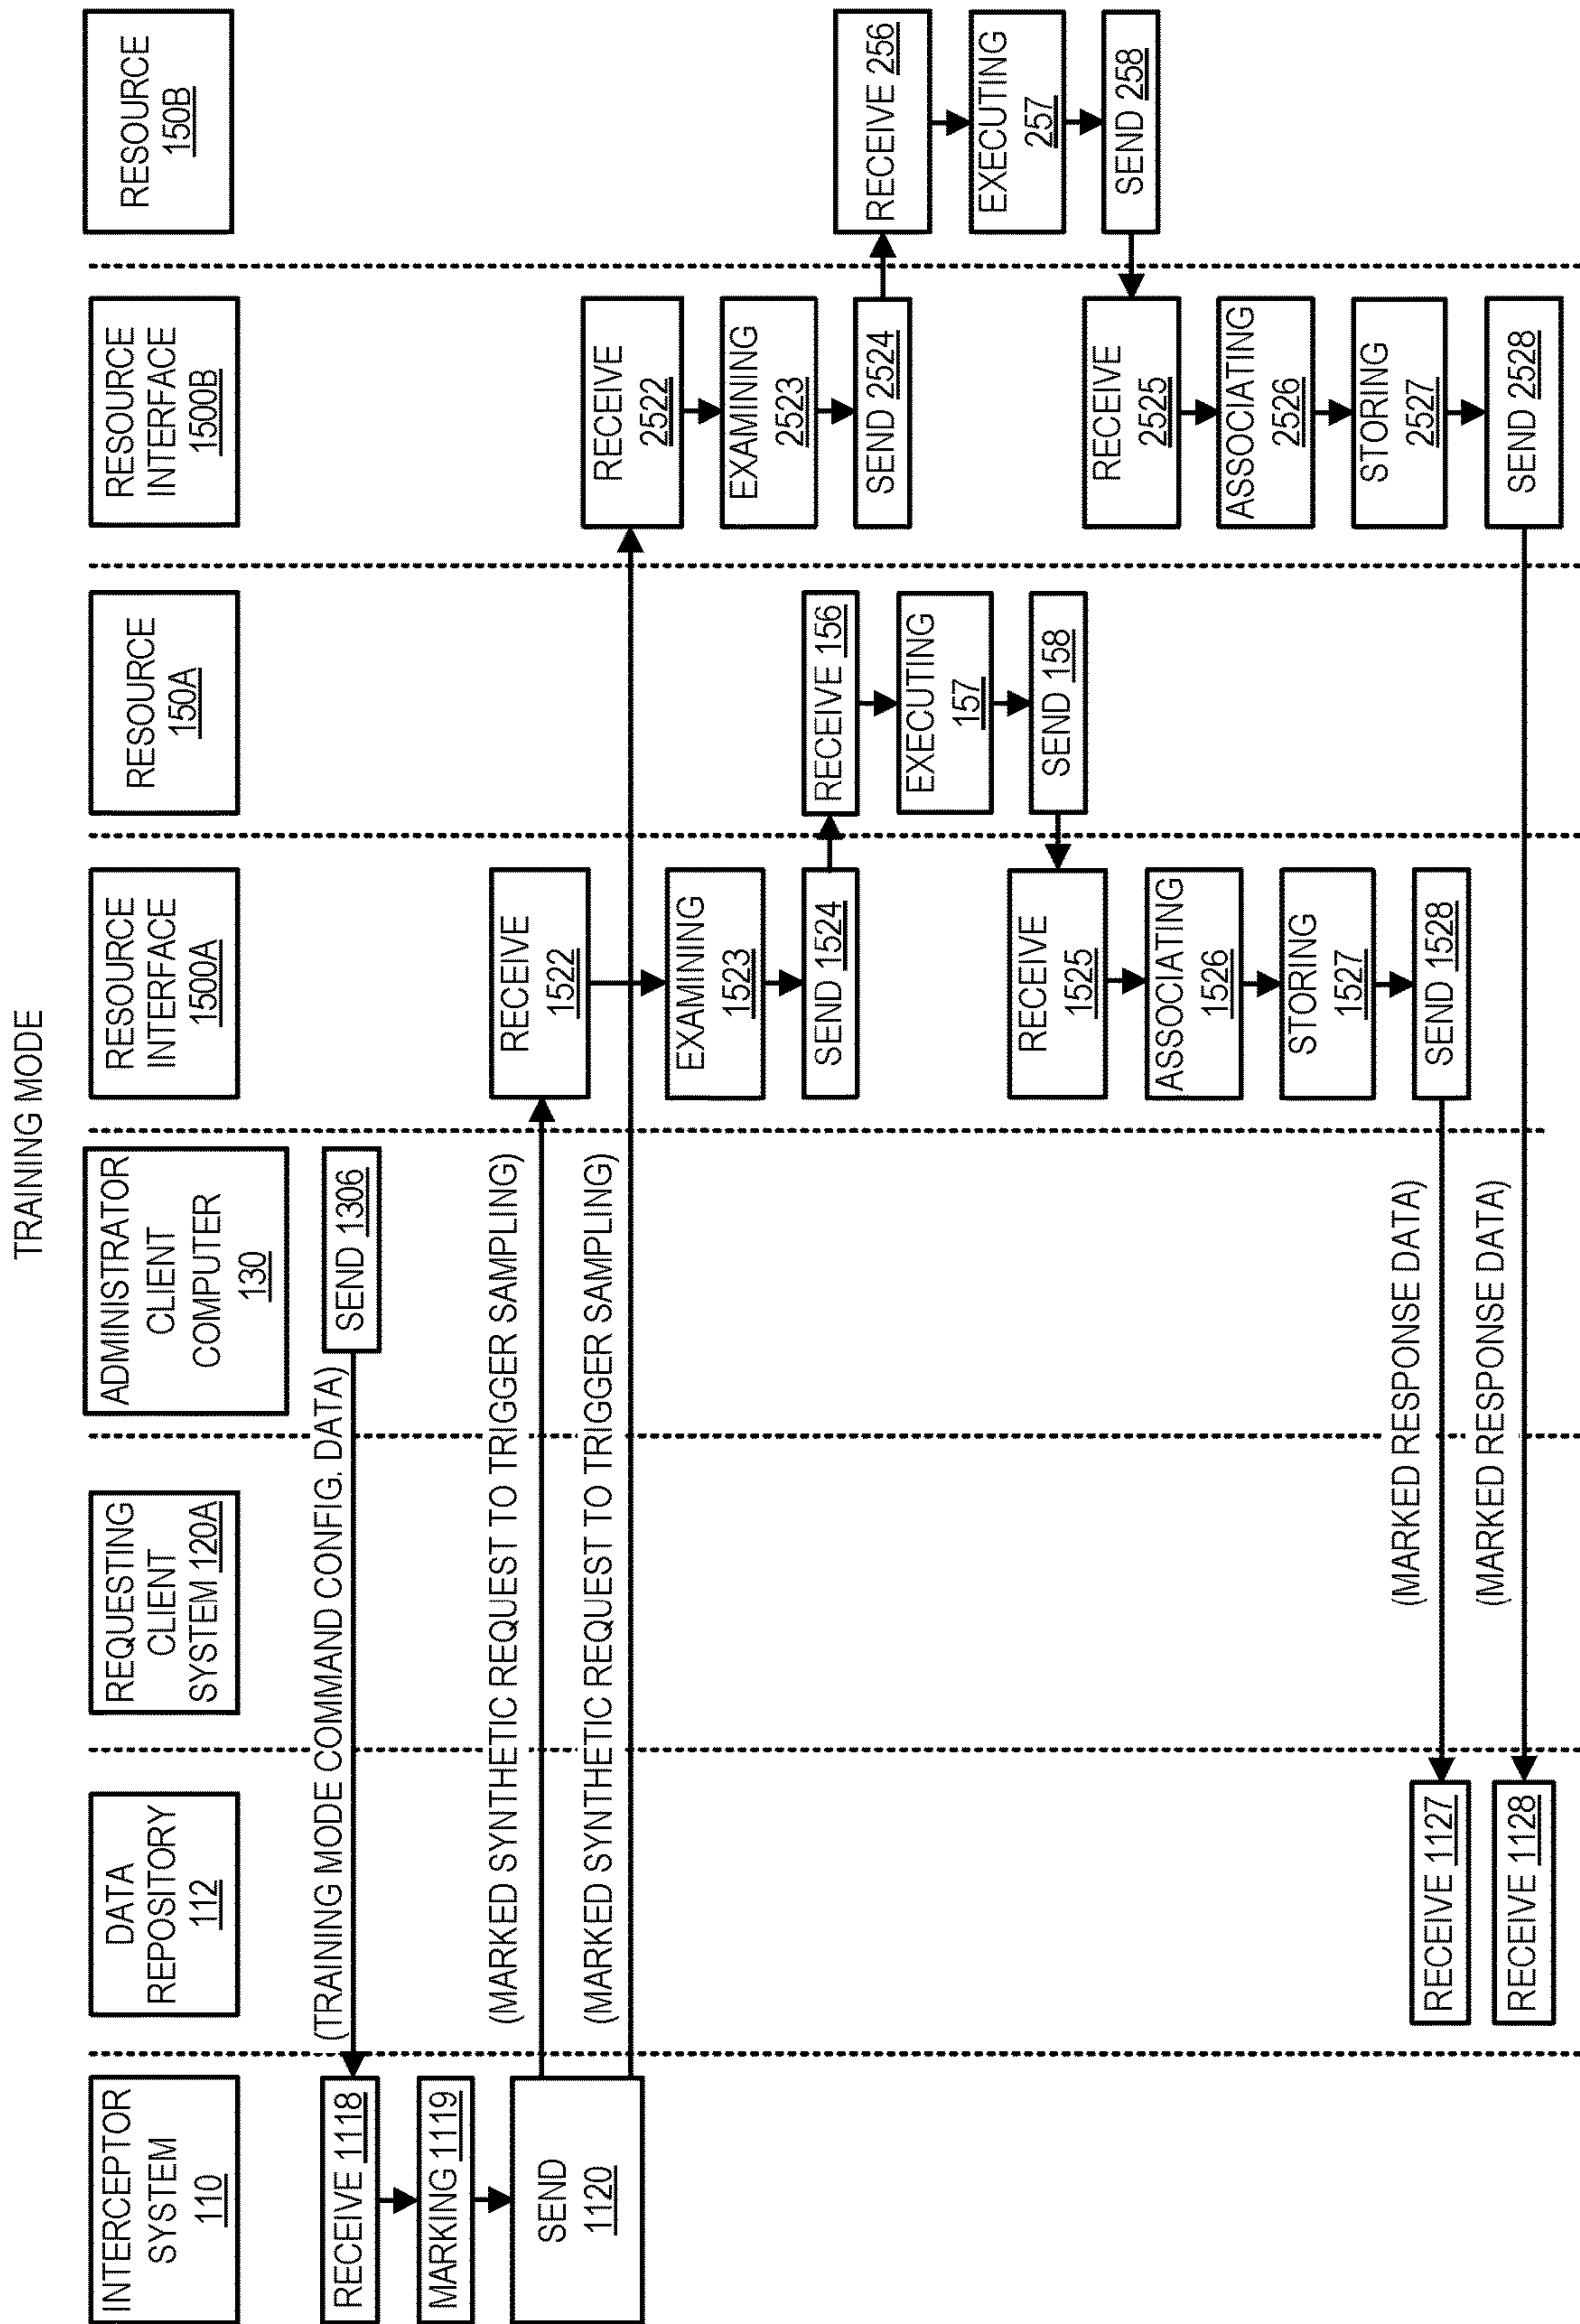 TRAINING MODE
INTERCEPTOR
SYSTEM
110
DATA
REPOSITORY
112
REQUESTING
CLIENT
SYSTEM 120A
ADMINISTRATOR
CLIENT
COMPUTER
130
RESOURCE
INTERFACE
1500A
RESOURCE
150A
RESOURCE
INTERFACE
1500B
RESOURCE
150B
RECEIVE 1118
(TRAINING MODE COMMAND CONFIG. DATA)
SEND 1306
MARKING 1119
SEND
1120
(MARKED SYNTHETIC REQUEST TO TRIGGER SAMPLING)
(MARKED SYNTHETIC REQUEST TO TRIGGER SAMPLING)
RECEIVE
1522
EXAMINING
1523
SEND 1524
RECEIVE 156
EXECUTING
157
SEND 158
RECEIVE
1525
ASSOCIATING
1526
STORING
1527
SEND 1528
RECEIVE
2522
EXAMINING
2523
SEND 2524
RECEIVE 256
EXECUTING
257
SEND 258
RECEIVE
2525
ASSOCIATING
2526
STORING
2527
SEND 2528
(MARKED RESPONSE DATA)
(MARKED RESPONSE DATA)
RECEIVE 1127
RECEIVE 1128